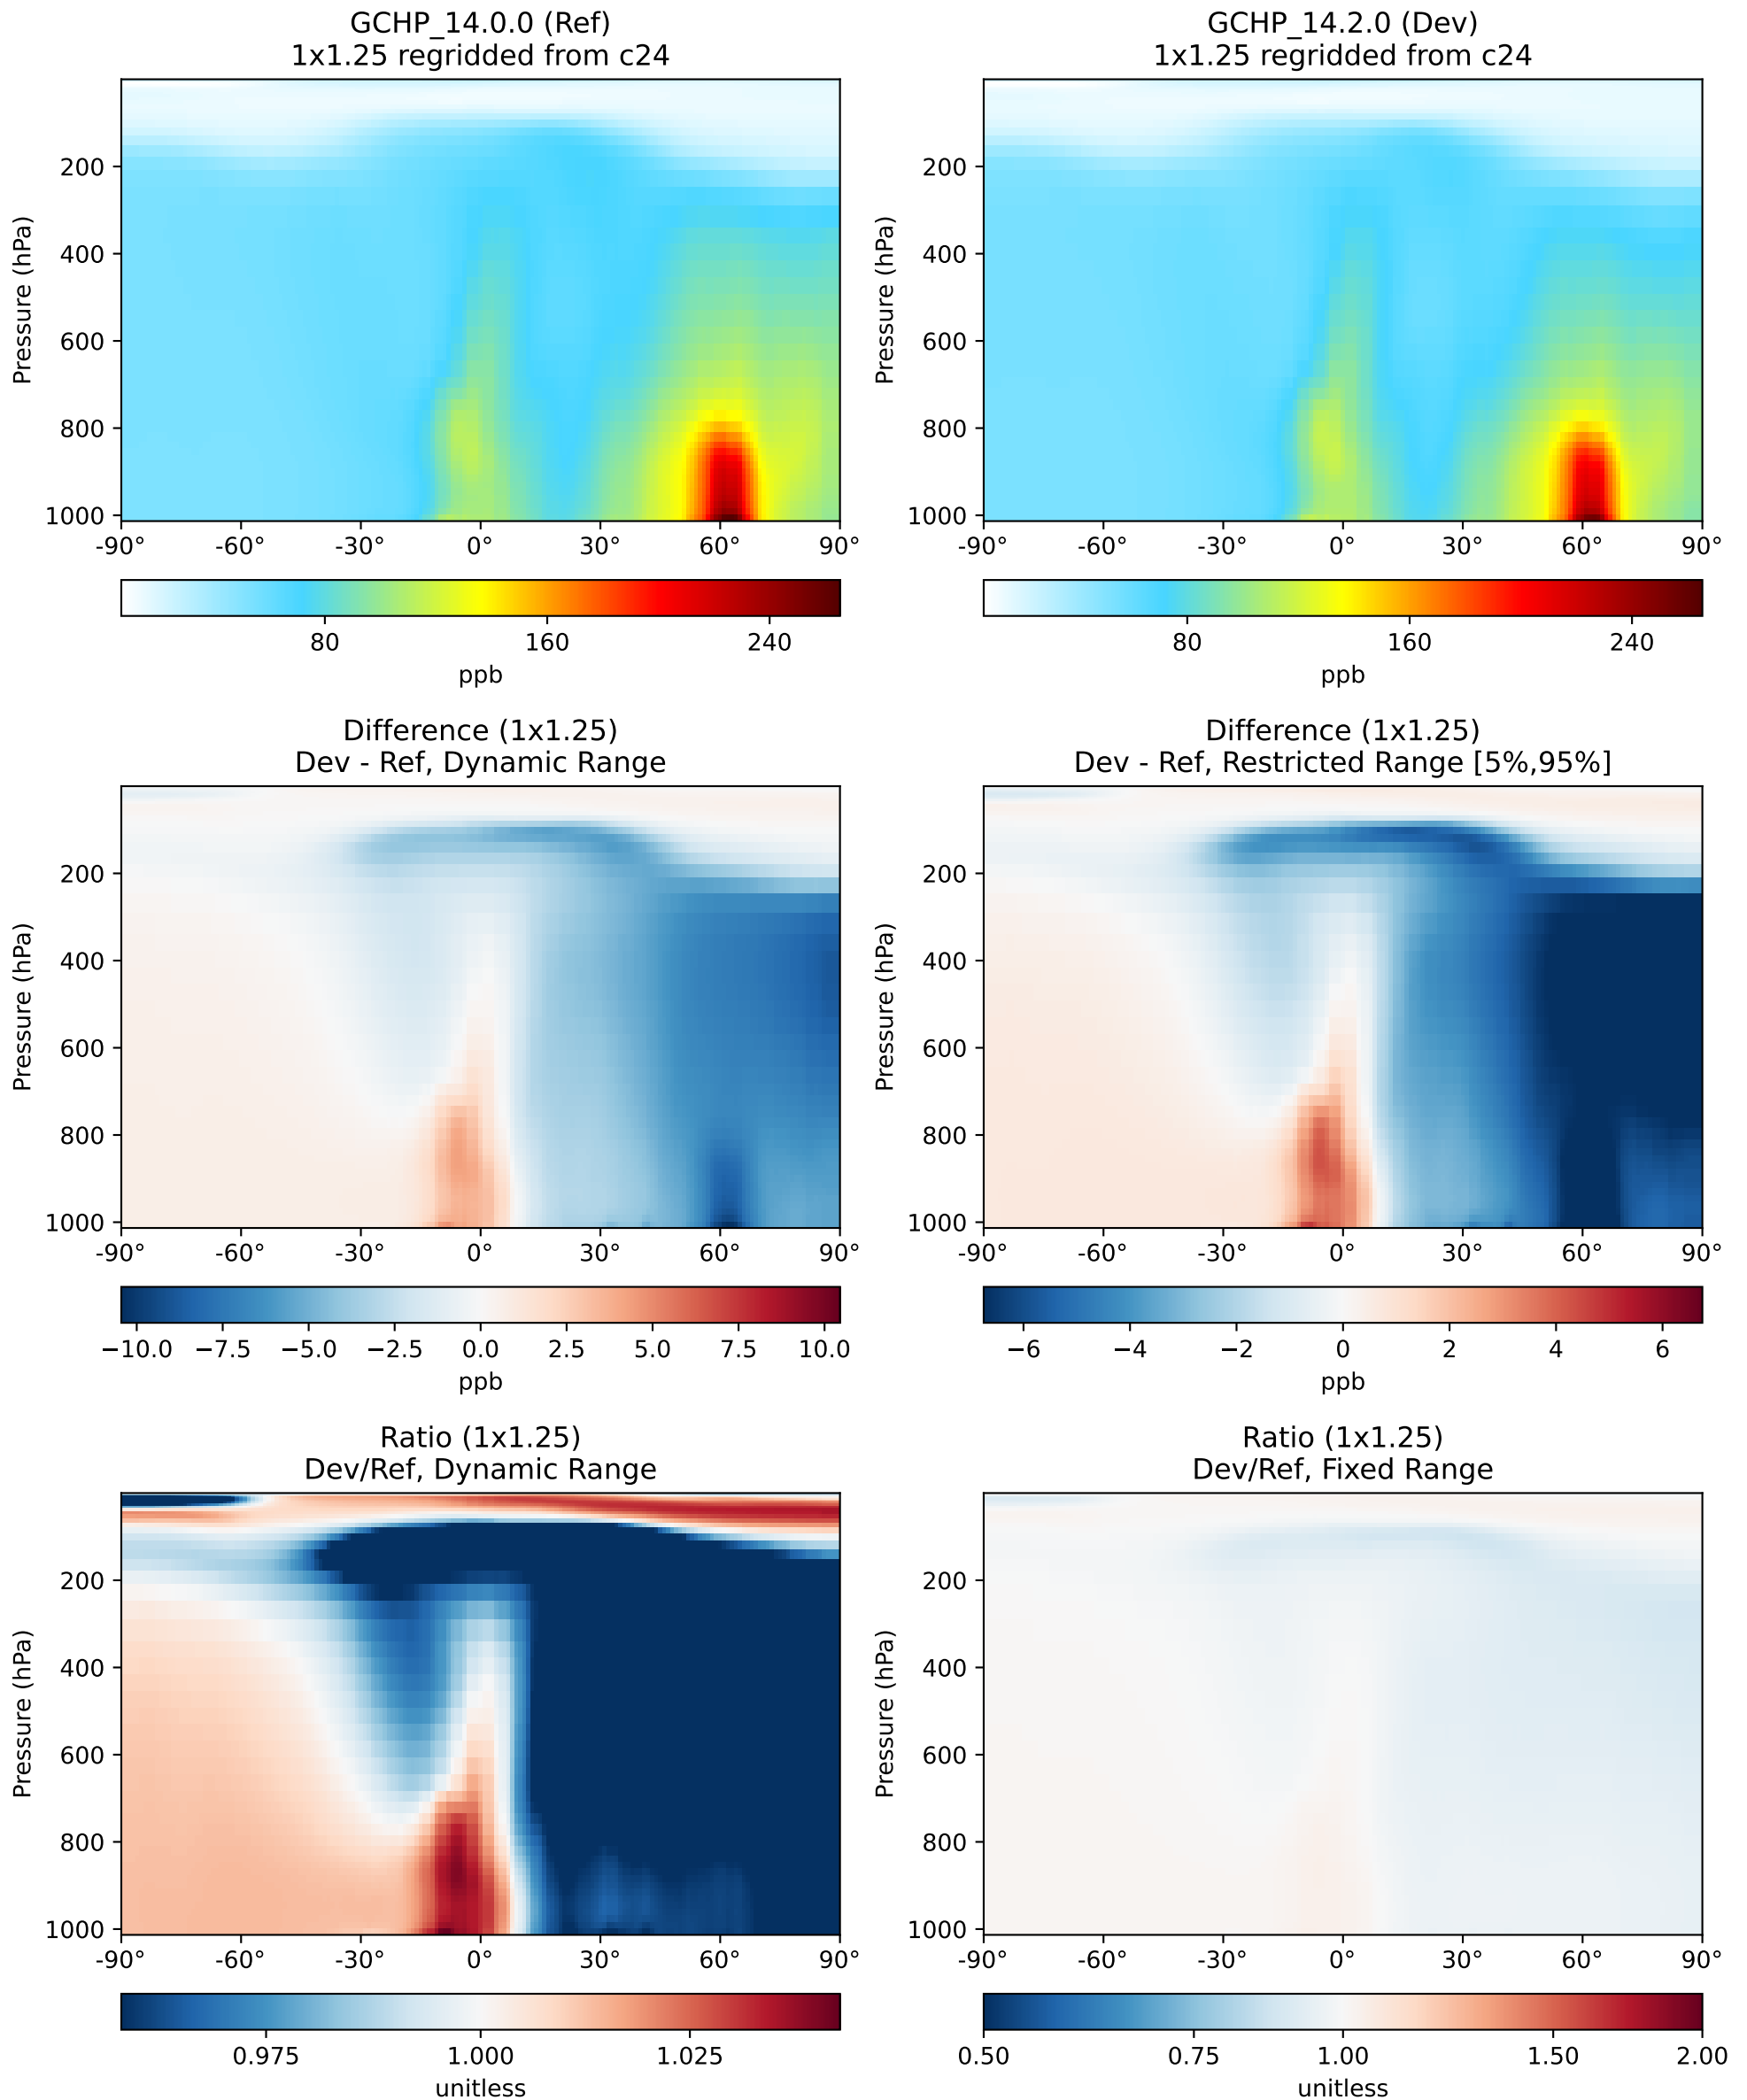 GCHP_14.0.0 (Ref)
1x1.25 regridded from c24
Pressure (hPa)
200
400
600
800
1000
-90° -60° -30° 0° 30° 60° 90°
80 160 240
ppb
GCHP_14.2.0 (Dev)
1x1.25 regridded from c24
Pressure (hPa)
200
400
600
800
1000
-90° -60° -30° 0° 30° 60° 90°
80 160 240
ppb
Difference (1x1.25)
Dev - Ref, Dynamic Range
Pressure (hPa)
200
400
600
800
1000
-90° -60° -30° 0° 30° 60° 90°
−10.0 −7.5 −5.0 −2.5 0.0 2.5 5.0 7.5 10.0
ppb
Difference (1x1.25)
Dev - Ref, Restricted Range [5%,95%]
Pressure (hPa)
200
400
600
800
1000
-90° -60° -30° 0° 30° 60° 90°
−6 −4 −2 0 2 4 6
ppb
Ratio (1x1.25)
Dev/Ref, Dynamic Range
Pressure (hPa)
200
400
600
800
1000
-90° -60° -30° 0° 30° 60° 90°
0.975 1.000 1.025
unitless
Ratio (1x1.25)
Dev/Ref, Fixed Range
Pressure (hPa)
200
400
600
800
1000
-90° -60° -30° 0° 30° 60° 90°
0.50 0.75 1.00 1.50 2.00
unitless